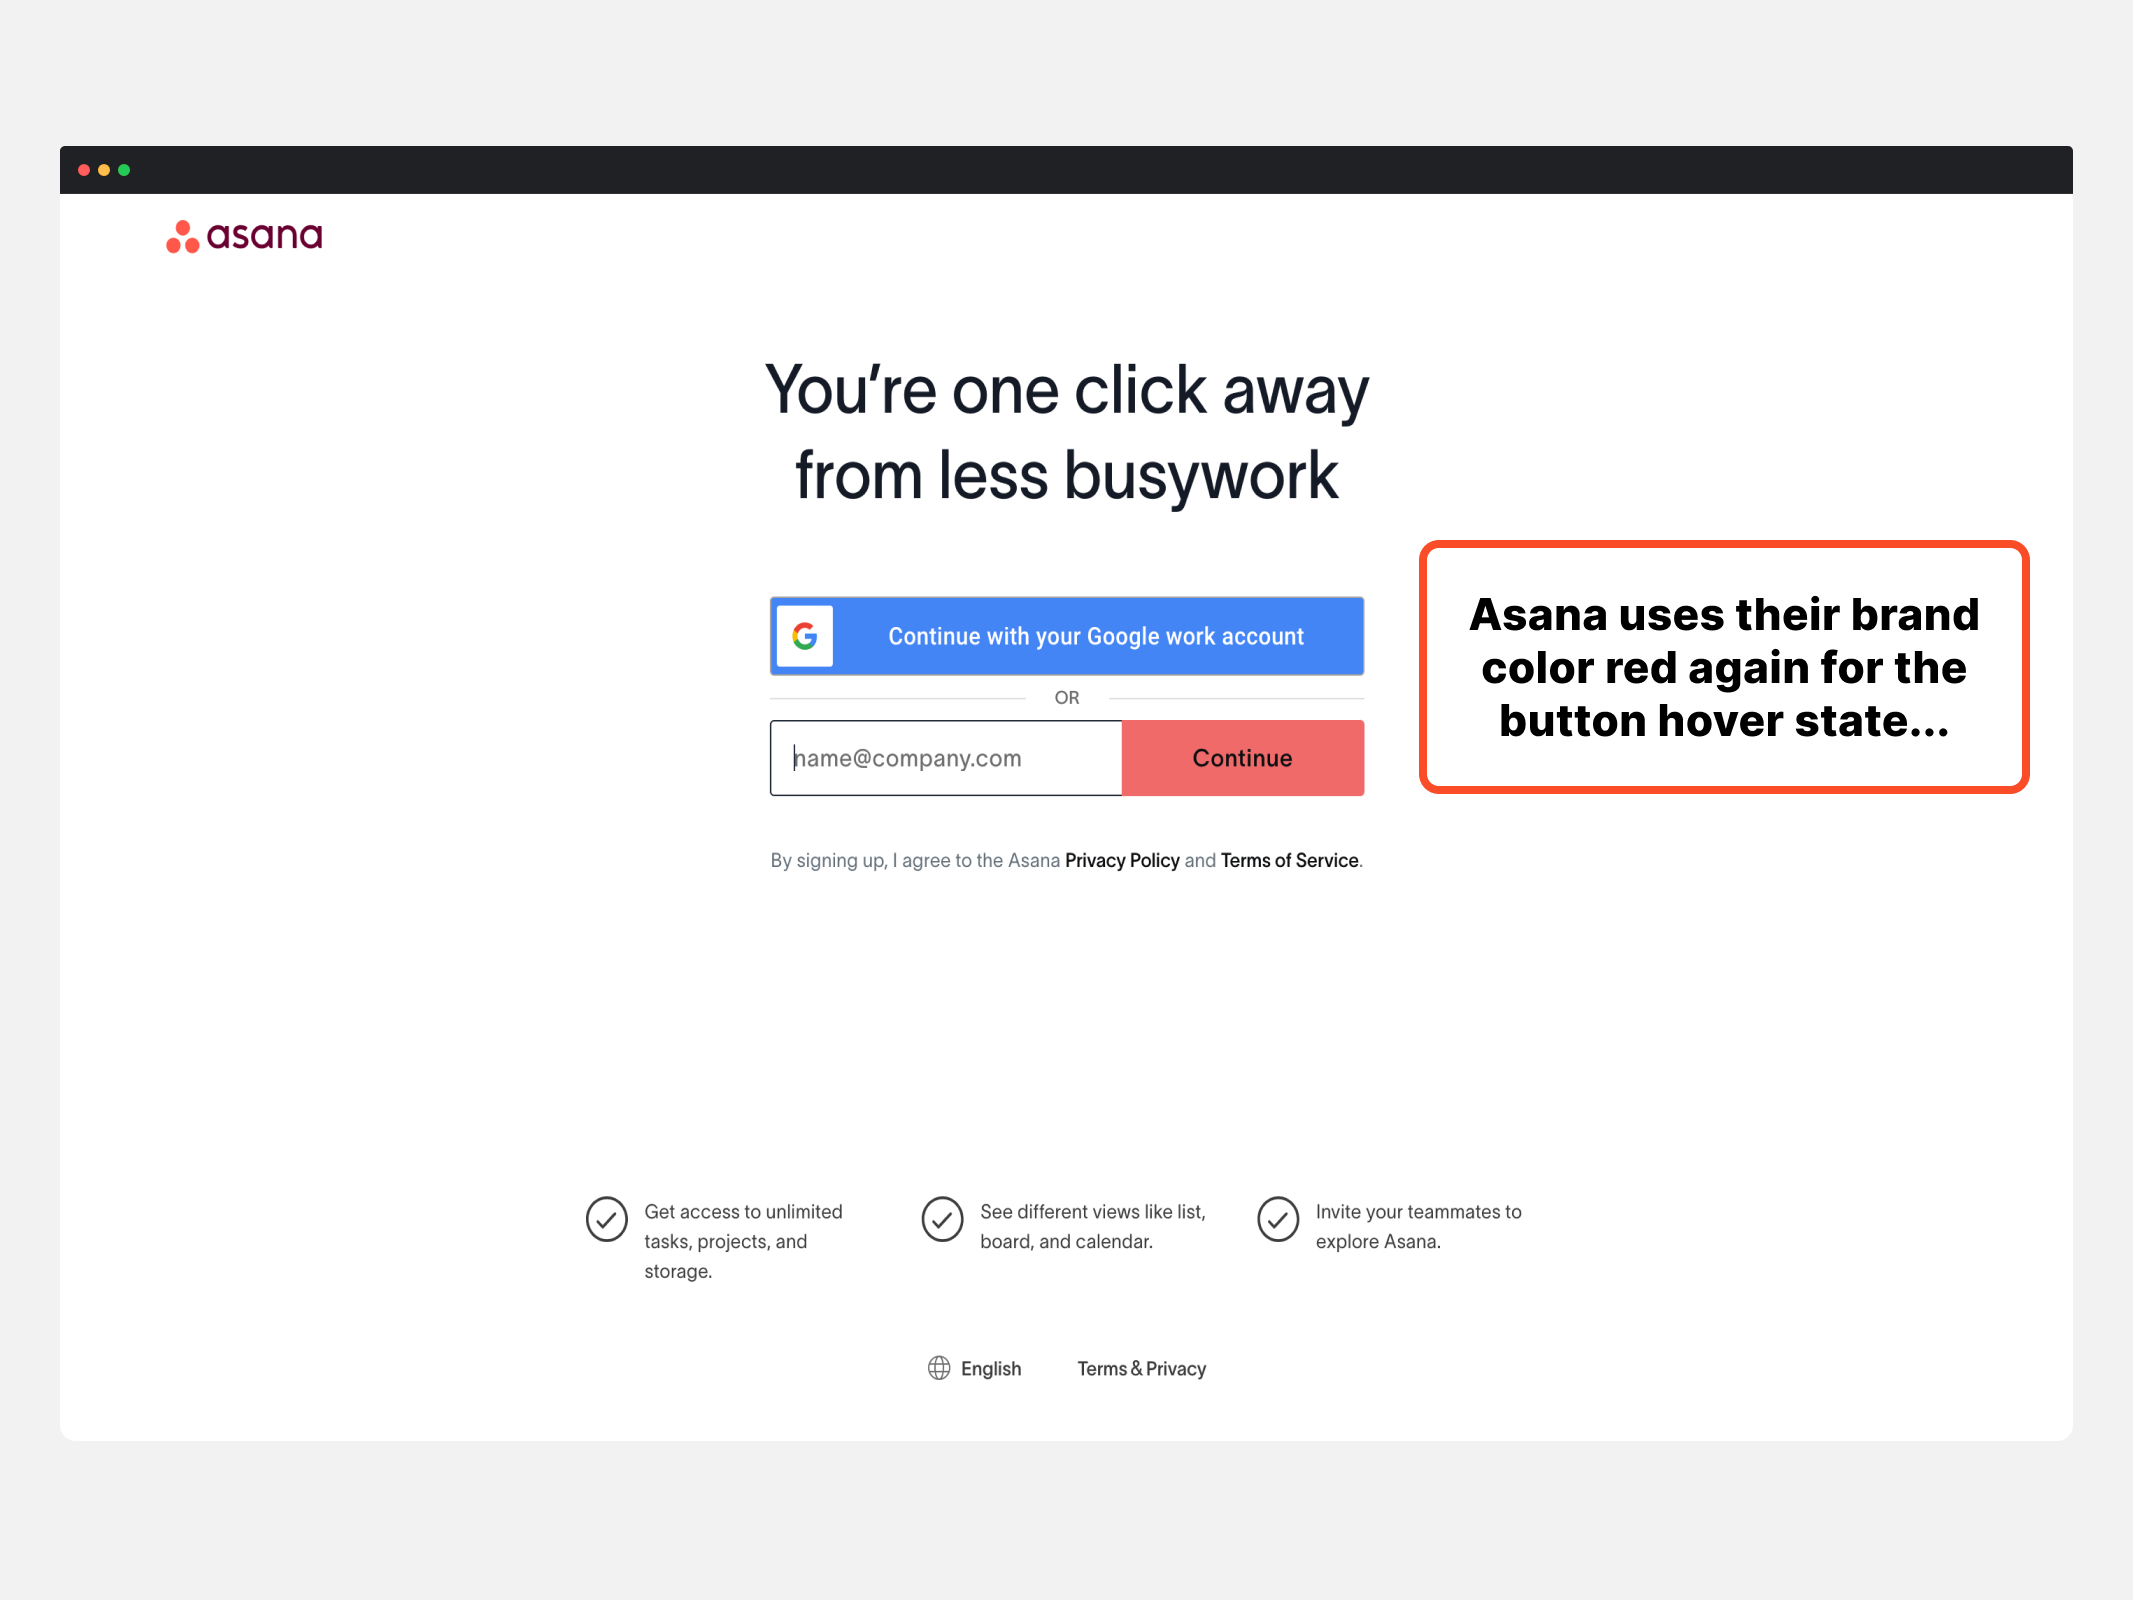 asana
You’re one click away
from less busywork
Continue with your Google work account
OR
name@company.com
Continue
By signing up, I agree to the Asana Privacy Policy and Terms of Service.
Asana uses their brand
color red again for the
button hover state...
Get access to unlimited
tasks, projects, and
storage.
See different views like list,
board, and calendar.
Invite your teammates to
explore Asana.
English
Terms & Privacy